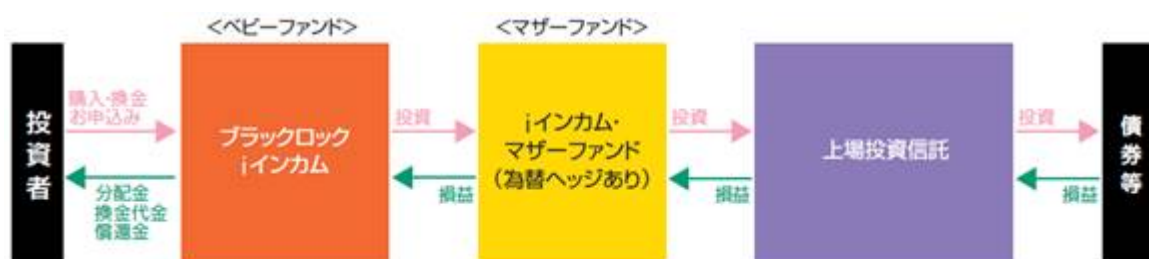 <ベビーファンド>
<マザーファンド>
投資者
購入・換金
お申込み
分配金
換金代金
償還金
ブラックロック
iインカム
投資
損益
iインカム・
マザーファンド
(為替ヘッジあり)
投資
損益
上場投資信託
投資
損益
債券等